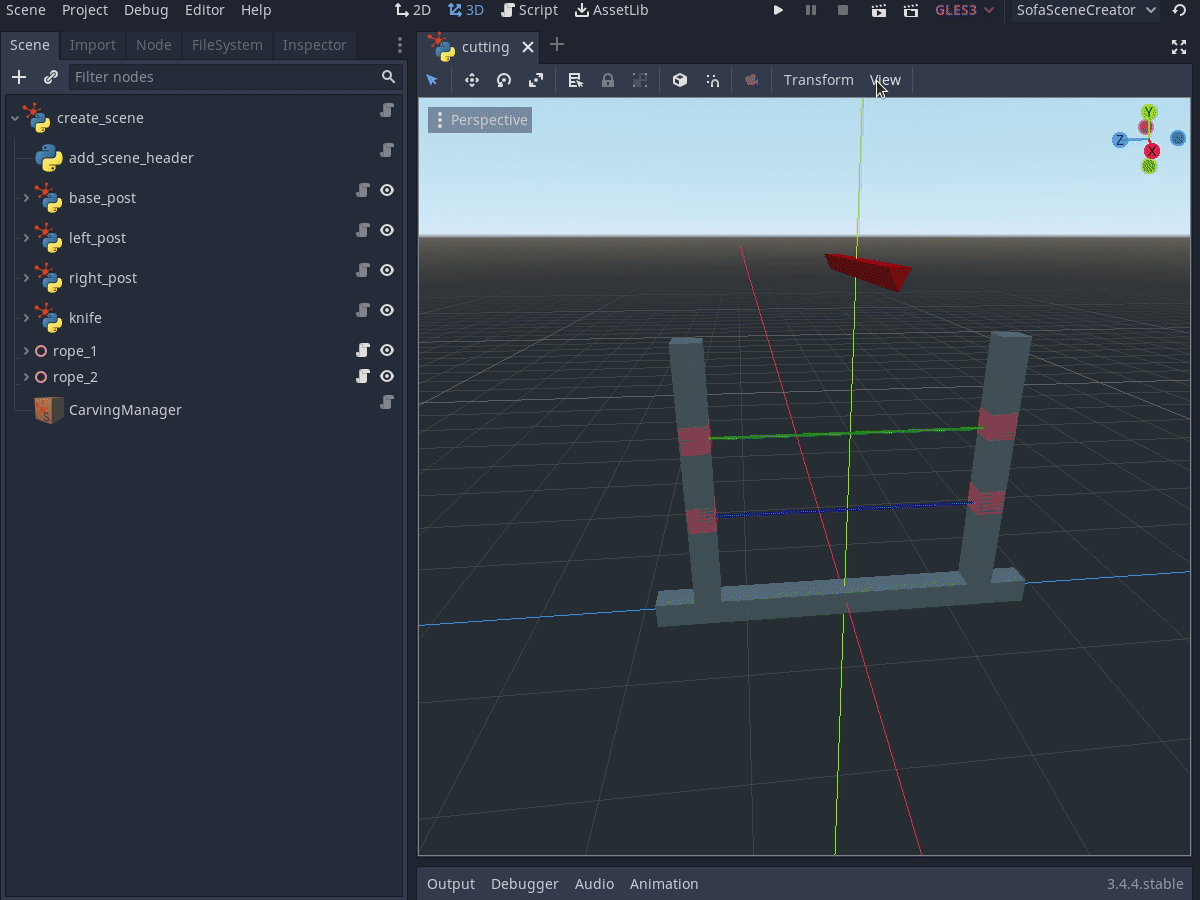 Scene Project Debug Editor Help 2D 3D Script AssetLib GLES3 SofaSceneCreator
Scene Import Node FileSystem Inspector
cutting
Filter nodes
Transform View
create_scene
Perspective
add_scene_header
base_post
left_post
right_post
knife
rope_1
rope_2
CarvingManager
Y
Z
X
Output Debugger Audio Animation 3.4.4.stable